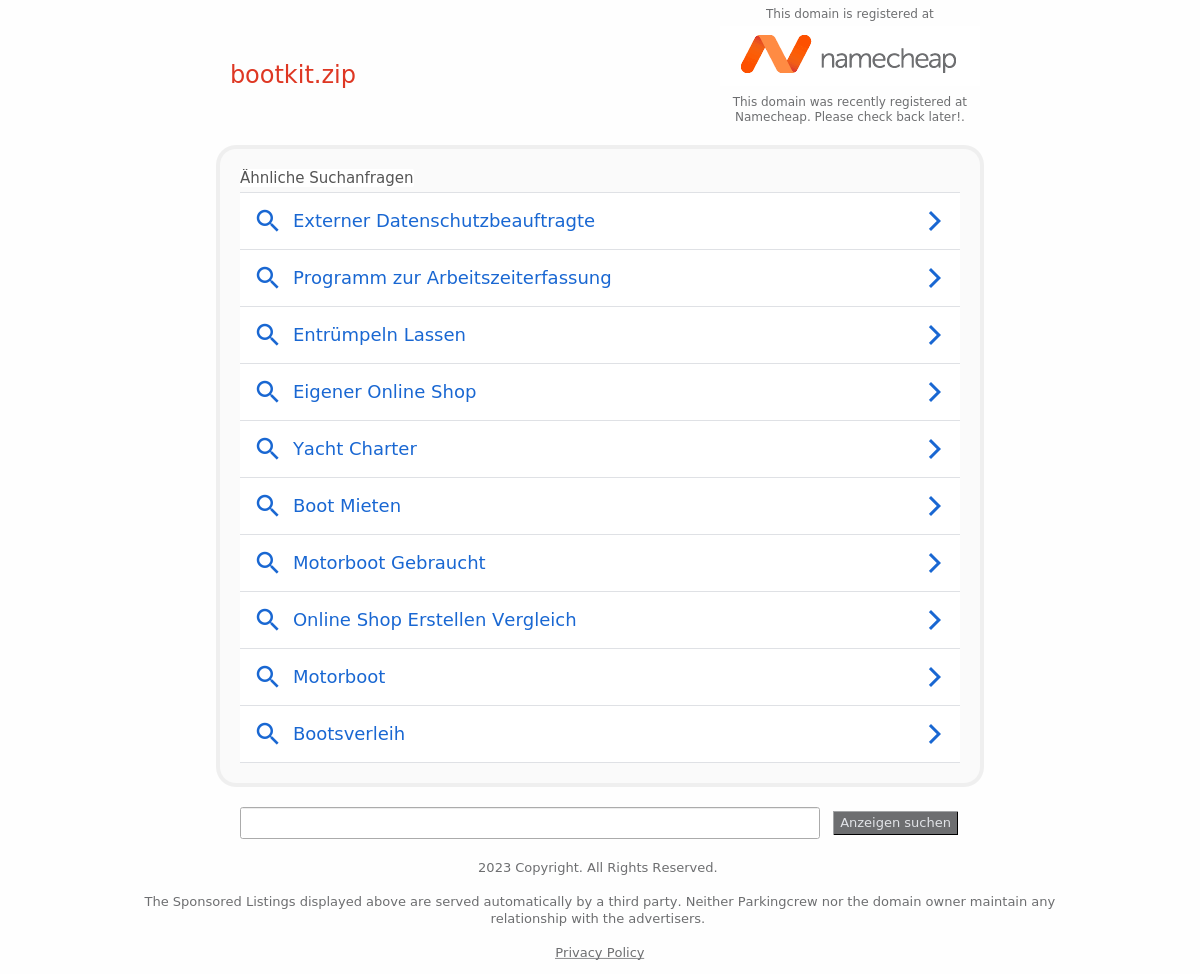 This domain is registered at
namecheap
bootkit.zip
This domain was recently registered at
Namecheap. Please check back later!.
Ähnliche Suchanfragen
Externer Datenschutzbeauftragte
Programm zur Arbeitszeiterfassung
Entrümpeln Lassen
Eigener Online Shop
Yacht Charter
Boot Mieten
Motorboot Gebraucht
Online Shop Erstellen Vergleich
Motorboot
Bootsverleih
Anzeigen suchen
2023 Copyright. All Rights Reserved.
The Sponsored Listings displayed above are served automatically by a third party. Neither Parkingcrew nor the domain owner maintain any
relationship with the advertisers.
Privacy Policy